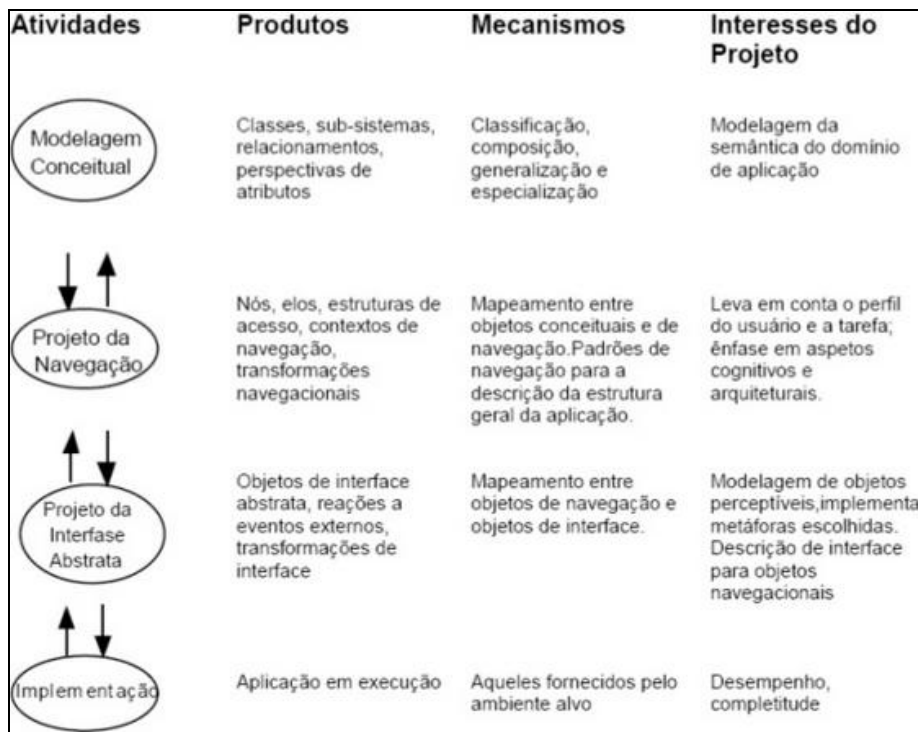 Atividades
Produtos
Mecanismos
Interesses do
Projeto
Modelagem
Conceitual
Classes, sub-sistemas,
relacionamentos,
perspectivas de
atributos
Classificação,
composição,
generalização e
especialização
Modelagem da
semântica do domínio
de aplicação
Projeto da
Navegação
Nós, elos, estruturas de
acesso, contextos de
navegação,
transformações
navegacionais
Mapeamento entre
objetos conceituais e de
navegação.Padrões de
navegação para a
descrição da estrutura
geral da aplicação.
Leva em conta o perfil
do usuário e a tarefa;
ênfase em aspetos
cognitivos e
arquiteturais.
Projeto da
Interfase
Abstrata
Objetos de interface
abstrata, reações a
eventos externos,
transformações de
interface
Mapeamento entre
objetos de navegação e
objetos de interface.
Modelagem de objetos
perceptíveis,implementa
metáforas escolhidas.
Descrição de interface
para objetos
navegacionais
Implementação
Aplicação em execução
Aqueles fornecidos pelo
ambiente alvo
Desempenho,
completitude